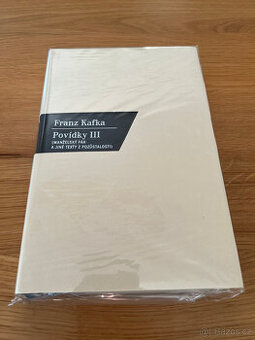 Franz Kafka
Povídky III
(MANŽELSKÝ PÁR
A JINÉ TEXTY Z POZŮSTALOSTI)